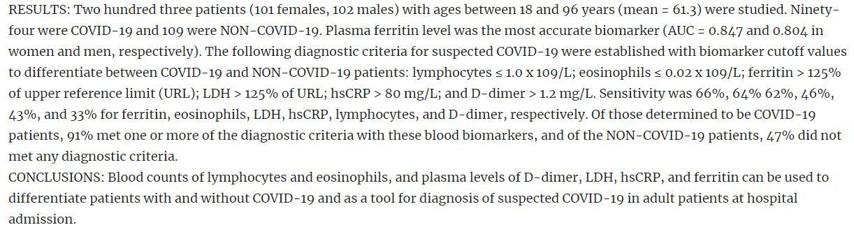 RESULTS: Two hundred three patients (101 females, 102 males) with ages between 18 and 96 years (mean = 61.3) were studied. Ninety-
four were COVID-19 and 109 were NON-COVID-19. Plasma ferritin level was the most accurate biomarker (AUC = 0.847 and 0.804 in
women and men, respectively). The following diagnostic criteria for suspected COVID-19 were established with biomarker cutoff values
to differentiate between COVID-19 and NON-COVID-19 patients: lymphocytes ≤ 1.0 x 109/L; eosinophils ≤ 0.02 x 109/L; ferritin > 125%
of upper reference limit (URL); LDH > 125% of URL; hsCRP > 80 mg/L; and D-dimer > 1.2 mg/L. Sensitivity was 66%, 64% 62%, 46%,
43%, and 33% for ferritin, eosinophils, LDH, hsCRP, lymphocytes, and D-dimer, respectively. Of those determined to be COVID-19
patients, 91% met one or more of the diagnostic criteria with these blood biomarkers, and of the NON-COVID-19 patients, 47% did not
met any diagnostic criteria.
CONCLUSIONS: Blood counts of lymphocytes and eosinophils, and plasma levels of D-dimer, LDH, hsCRP, and ferritin can be used to
differentiate patients with and without COVID-19 and as a tool for diagnosis of suspected COVID-19 in adult patients at hospital
admission.